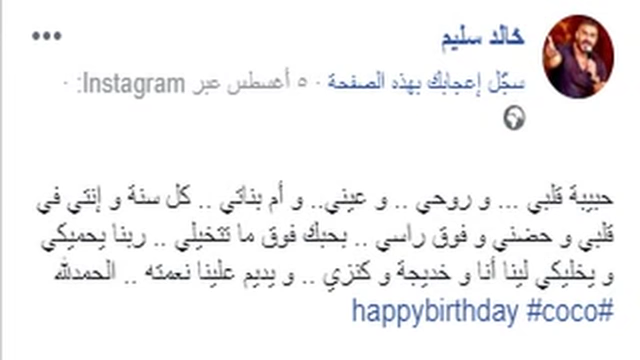 خالد سليم
سجّل إعجابك بهذه الصفحة · ٥ أغسطس عبر Instagram: ·
حبيبة قلبي ... و روحي .. و عيني.. و أم بناتي .. كل سنة و إنتي في
قلبي و حضني و فوق راسي .. بحبك فوق ما تتخيلي .. ربنا يحميكي
و يخليكي لينا أنا و خديجة و كنزي .. و يديم علينا نعمته .. الحمدلله
#happybirthday #coco